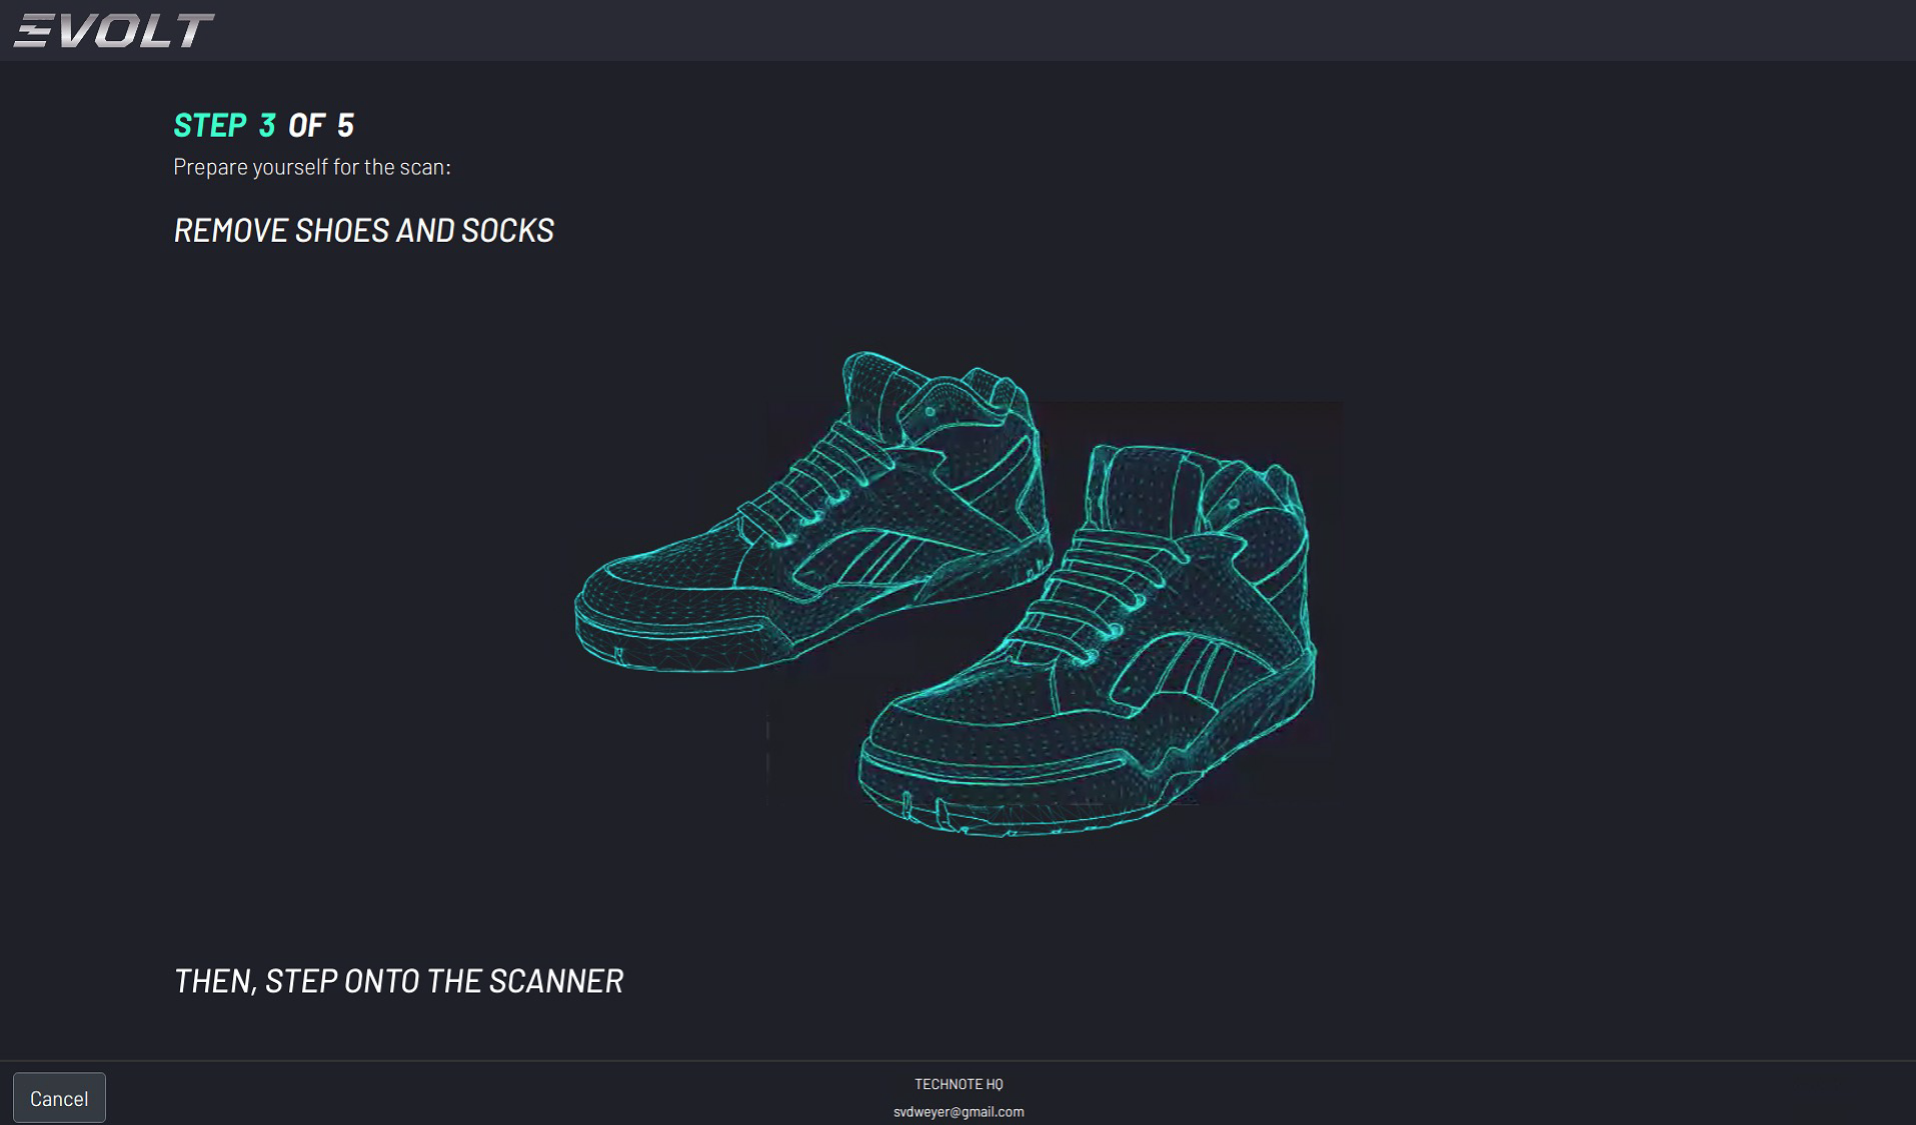 EVOLT
STEP 3 OF 5
Prepare yourself for the scan:
REMOVE SHOES AND SOCKS
THEN, STEP ONTO THE SCANNER
Cancel
TECHNOTE HQ
svdweyer@gmail.com